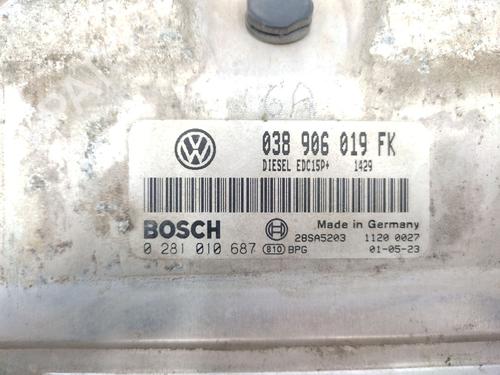 038 906 019 FK
DIESEL EDC15P+ 1429
BOSCH
Made in Germany
28SA5203 1120 0027
0 281 010 687 810 BPG 01-05-23